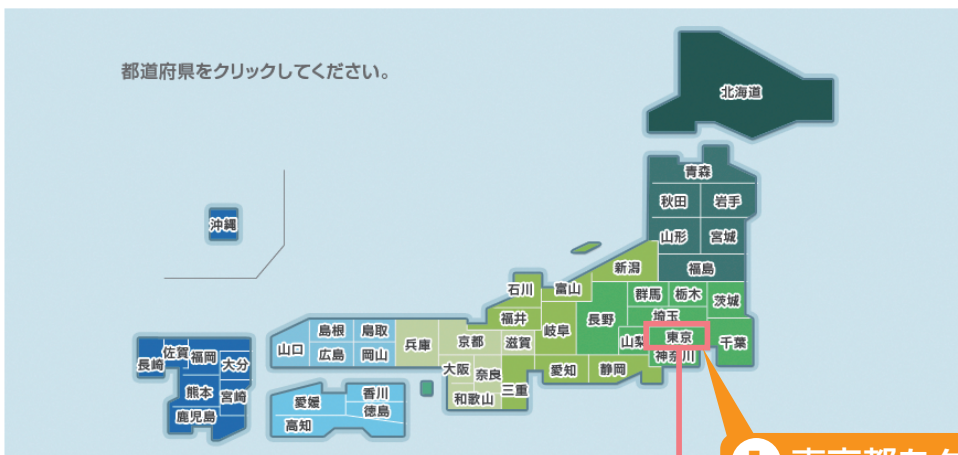 都道府県をクリックしてください。
北海道
青森
秋田
岩手
山形
宮城
福島
沖縄
新潟
石川
富山
群馬
栃木
茨城
福井
岐阜
長野
埼玉
山梨
東京
千葉
神奈川
島根
鳥取
兵庫
京都
滋賀
山口
広島
岡山
大阪
奈良
愛知
静岡
三重
和歌山
長崎
佐賀
福岡
大分
熊本
宮崎
鹿児島
愛媛
香川
徳島
高知